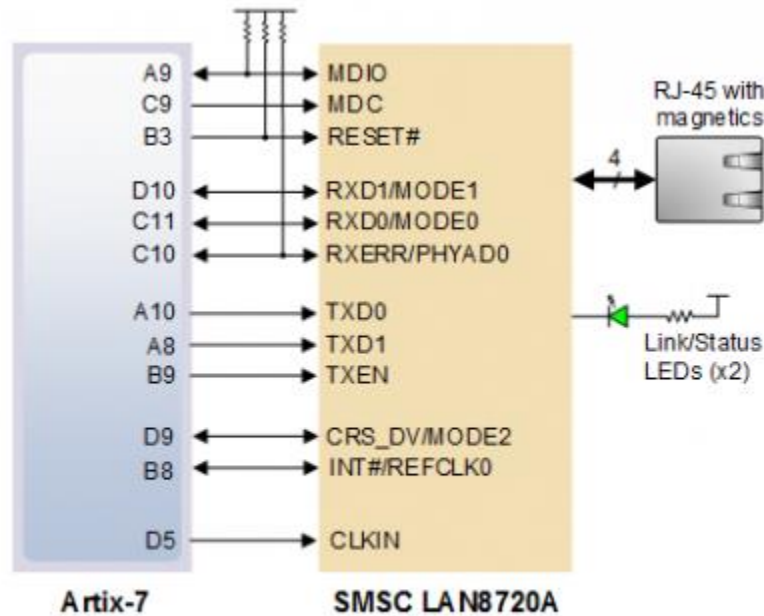 A9 MDIO
C9 MDC
B3 RESET#
D10 RXD1/MODE1
C11 RXD0/MODE0
C10 RXERR/PHYAD0
A10 TXD0
A8 TXD1
B9 TXEN
D9 CRS_DV/MODE2
B8 INT#/REFCLK0
D5 CLKIN
Artix-7
SMSC LAN8720A
RJ-45 with
magnetics
4
Link/Status
LEDs (x2)